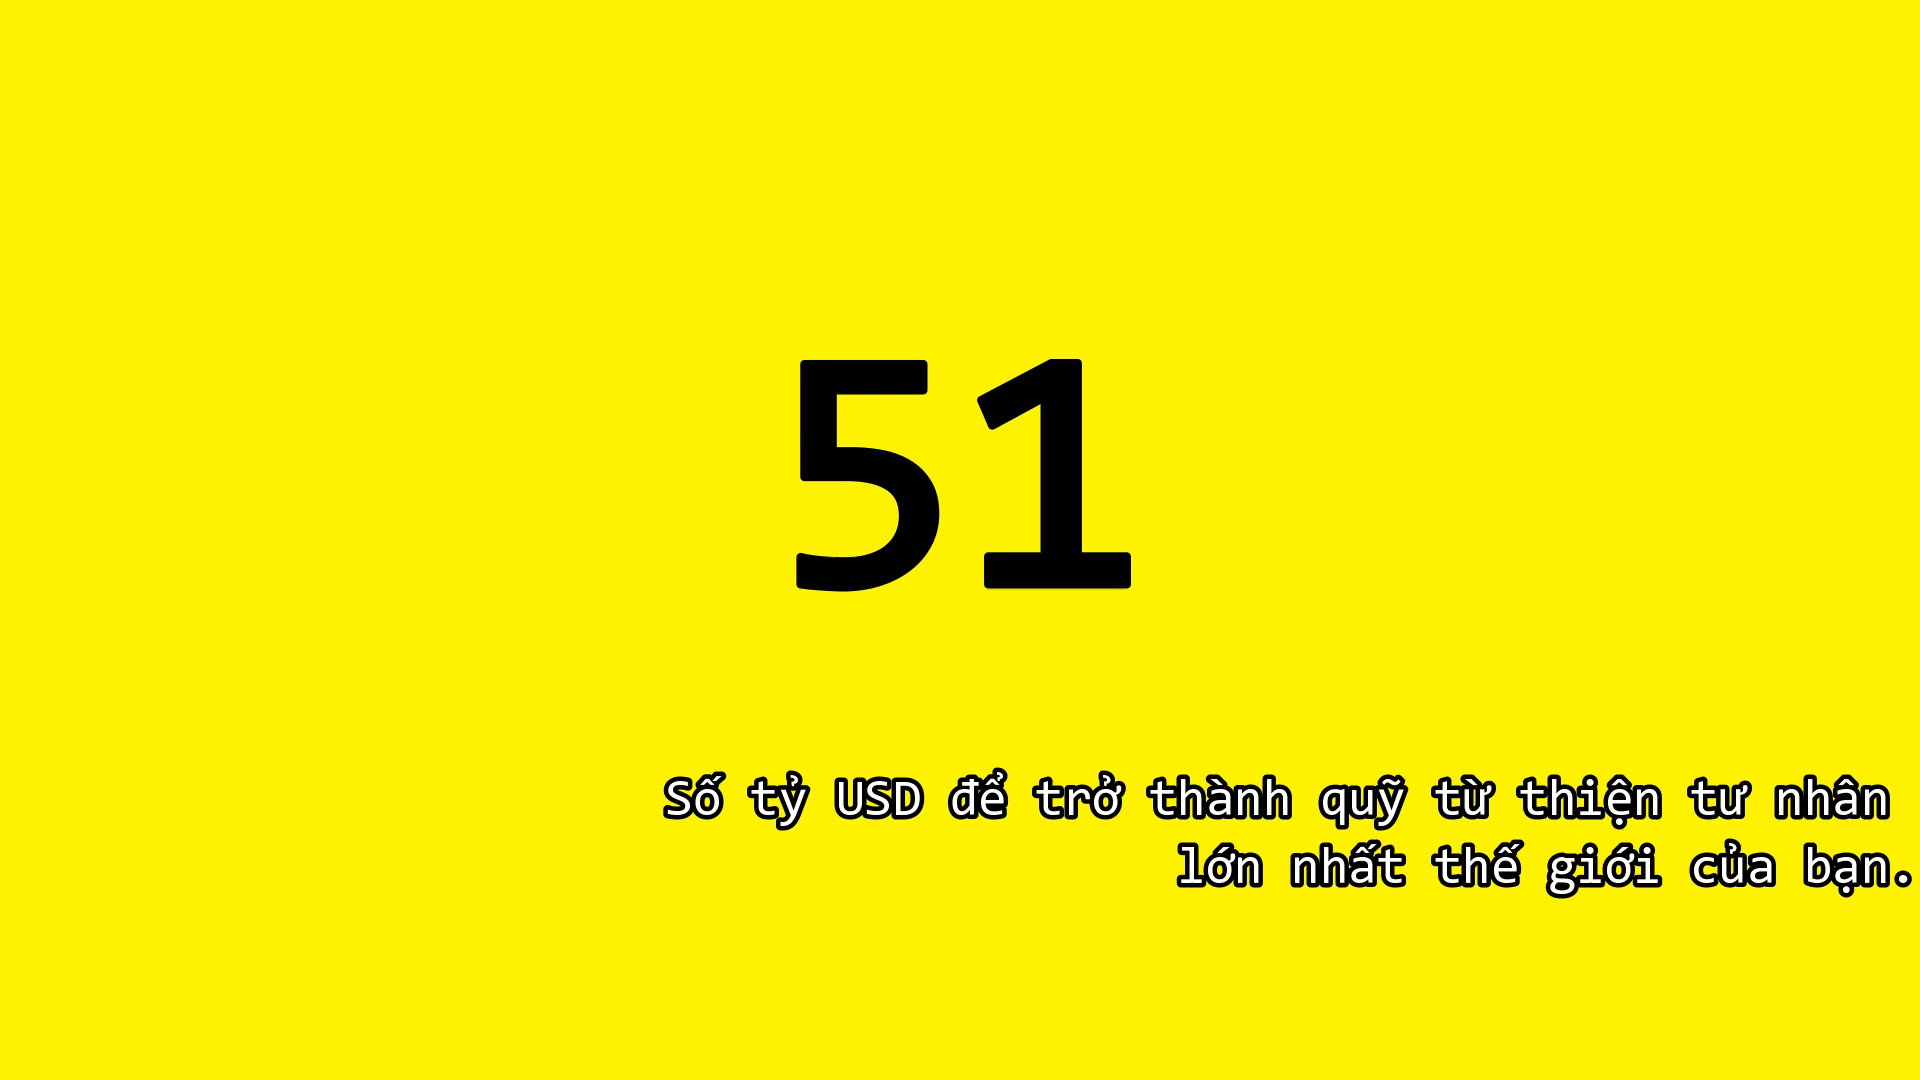 51
Số tỷ USD để trở thành quỹ từ thiện tư nhân
lớn nhất thế giới của bạn.